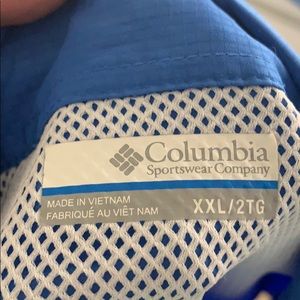 Columbia
Sportswear Company
MADE IN VIETNAM
FABRIQUÉ AU VIÊT NAM
XXL/2TG